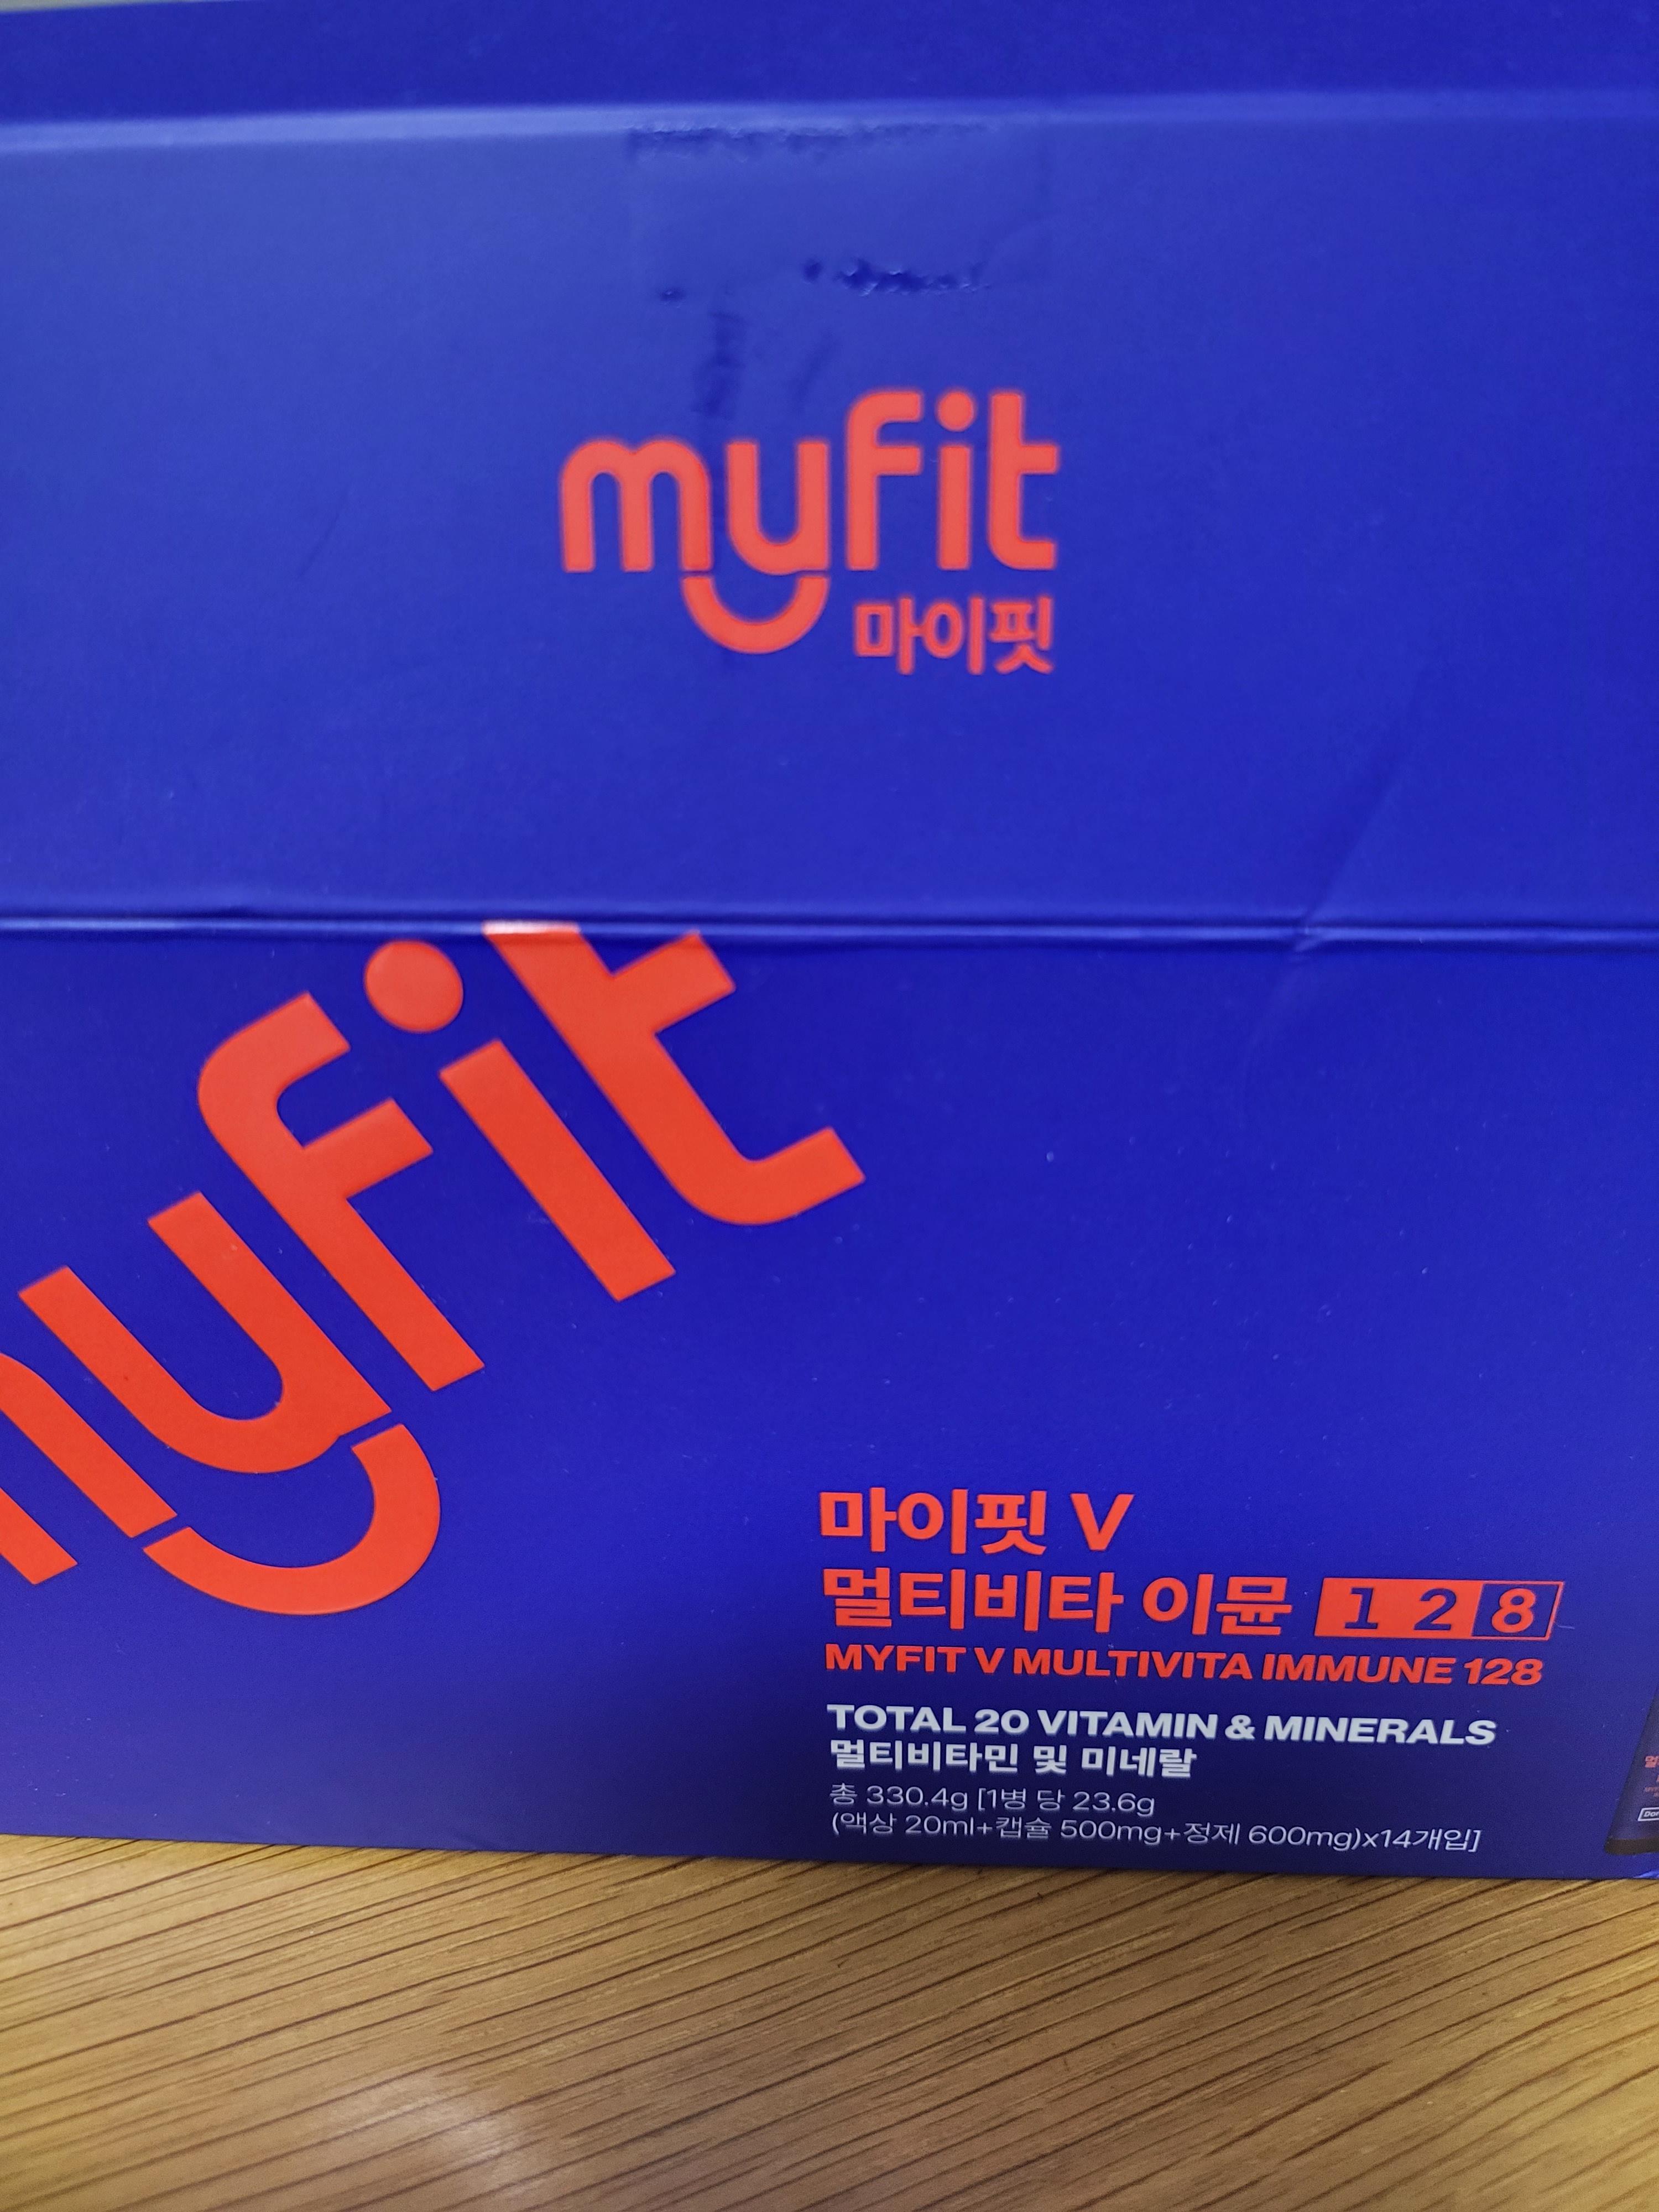 myfit
마이핏
myfit
마이핏 V
멀티비타 이뮨 128
MYFIT V MULTIVITA IMMUNE 128
TOTAL 20 VITAMIN & MINERALS
멀티비타민 및 미네랄
총 330.4g [1병 당 23.6g
(액상 20ml+캡슐 500mg+정제 600mg)x14개입]